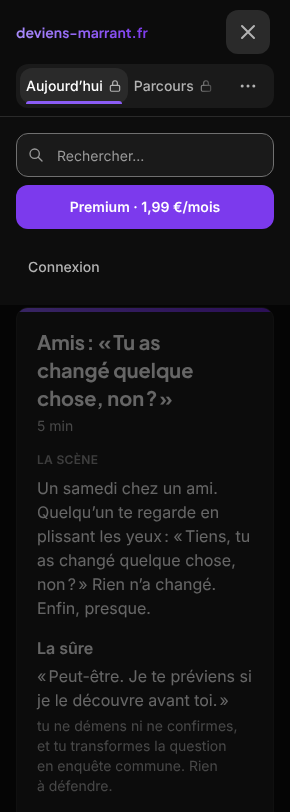 deviens-marrant.fr
Aujourd’hui
Parcours
Rechercher…
Premium · 1,99 €/mois
Connexion
Amis : « Tu as
changé quelque
chose, non ? »
5 min
LA SCÈNE
Un samedi chez un ami.
Quelqu’un te regarde en
plissant les yeux : « Tiens, tu
as changé quelque chose,
non ? » Rien n’a changé.
Enfin, presque.
La sûre
« Peut-être. Je te préviens si
je le découvre avant toi. »
tu ne démens ni ne confirmes,
et tu transformes la question
en enquête commune. Rien
à défendre.